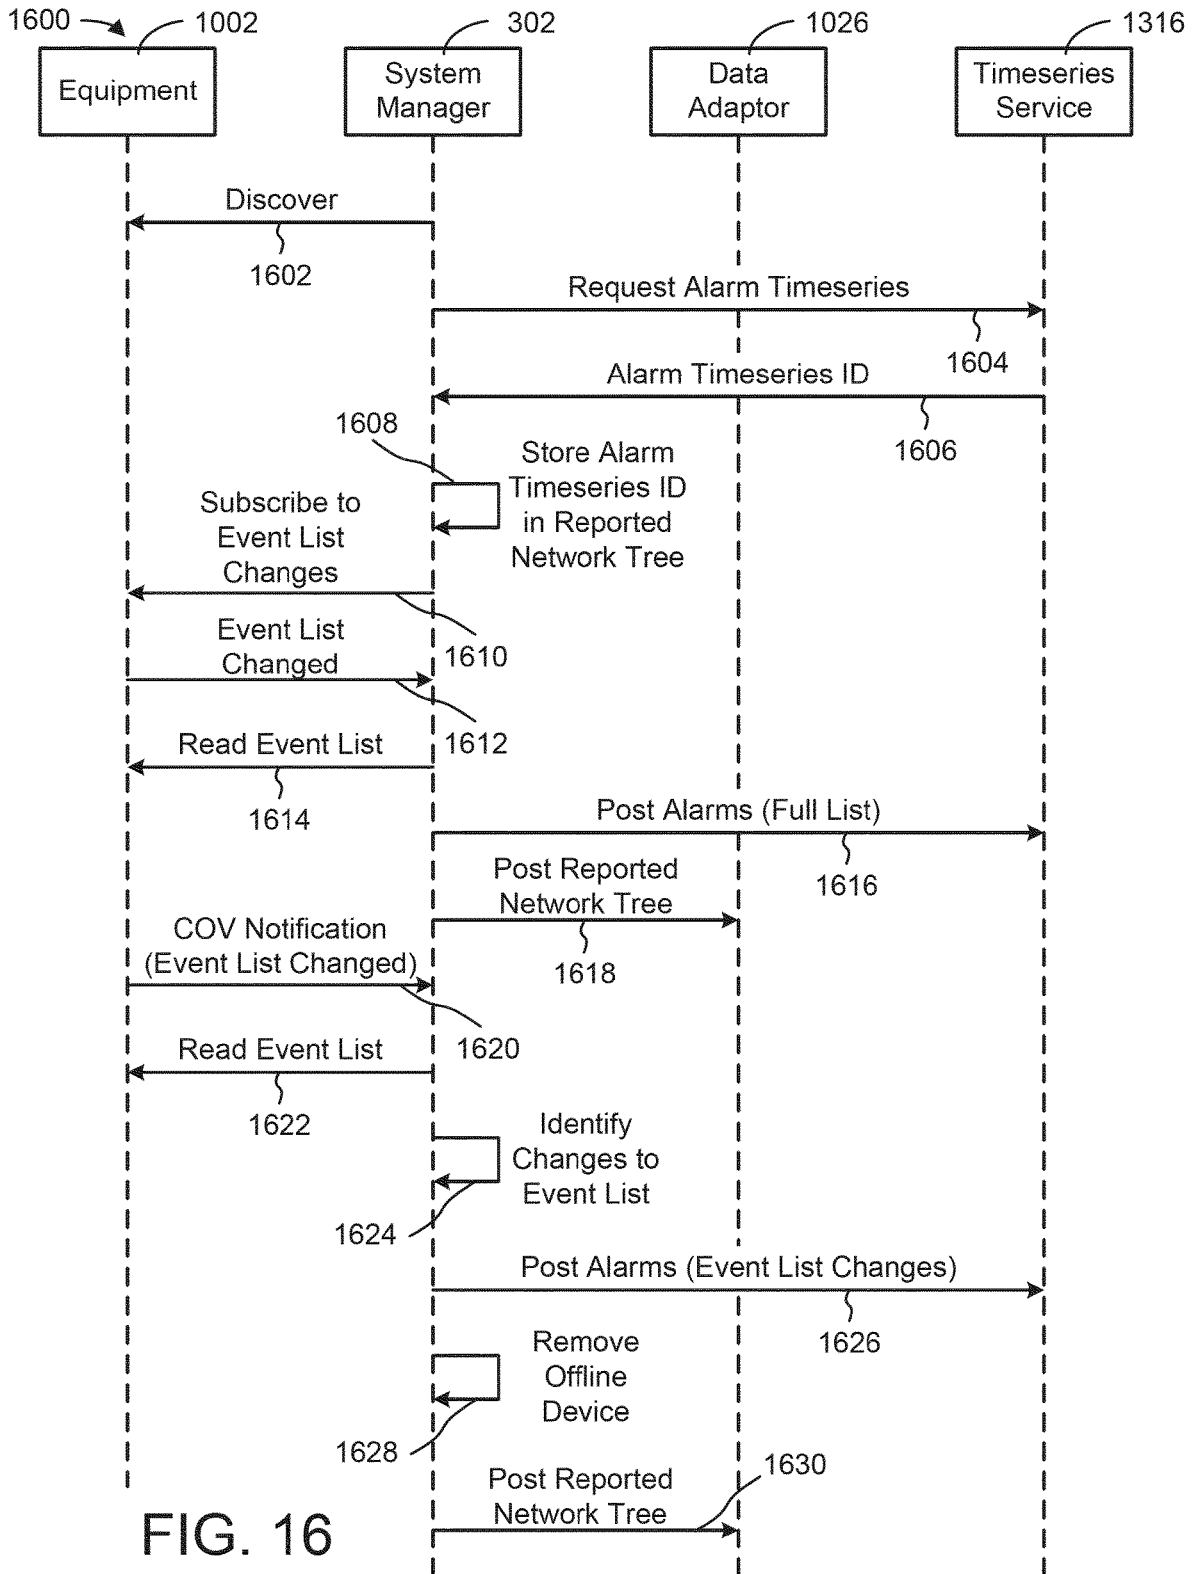 1600
1002
302
1026
1316
Equipment
System
Manager
Data
Adaptor
Timeseries
Service
Discover
1602
Request Alarm Timeseries
1604
Alarm Timeseries ID
1606
1608
Store Alarm
Timeseries ID
in Reported
Network Tree
Subscribe to
Event List
Changes
1610
Event List
Changed
1612
Read Event List
1614
Post Alarms (Full List)
1616
Post Reported
Network Tree
1618
COV Notification
(Event List Changed)
1620
Read Event List
1622
Identify
Changes to
Event List
1624
Post Alarms (Event List Changes)
1626
Remove
Offline
Device
1628
Post Reported
Network Tree
1630
FIG. 16